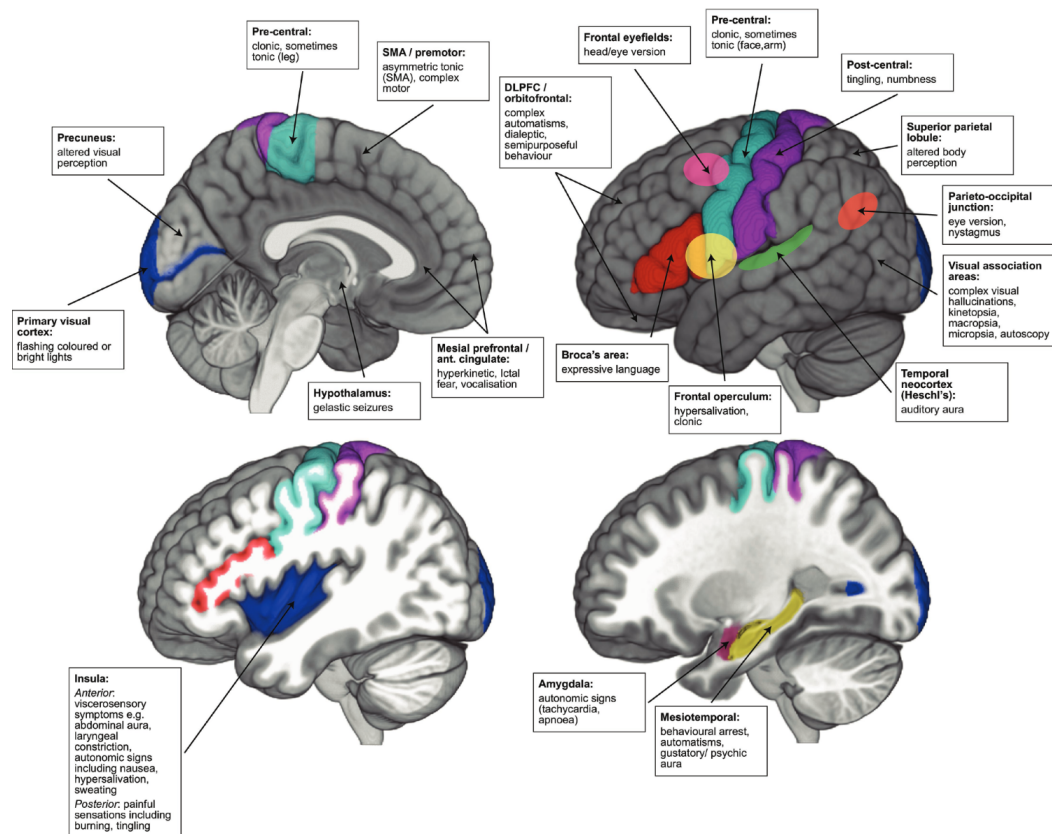 Pre-central:
clonic, sometimes
tonic (leg)
SMA / premotor:
asymmetric tonic
(SMA), complex
motor
Precuneus:
altered visual
perception
Primary visual
cortex:
flashing coloured or
bright lights
Hypothalamus:
gelastic seizures
Mesial prefrontal /
ant. cingulate:
hyperkinetic, Ictal
fear, vocalisation
Frontal eyefields:
head/eye version
Pre-central:
clonic, sometimes
tonic (face,arm)
Post-central:
tingling, numbness
DLPFC /
orbitofrontal:
complex
automatisms,
dialeptic,
semipurposeful
behaviour
Superior parietal
lobule:
altered body
perception
Parieto-occipital
junction:
eye version,
nystagmus
Visual association
areas:
complex visual
hallucinations,
kinetopsia,
macropsia,
micropsia, autoscopy
Broca's area:
expressive language
Frontal operculum:
hypersalivation,
clonic
Temporal
neocortex
(Heschl's):
auditory aura
Insula:
Anterior:
viscerosensory
symptoms e.g.
abdominal aura,
laryngeal
constriction,
autonomic signs
including nausea,
hypersalivation,
sweating
Posterior: painful
sensations including
burning, tingling
Amygdala:
autonomic signs
(tachycardia,
apnoea)
Mesiotemporal:
behavioural arrest,
automatisms,
gustatory/ psychic
aura